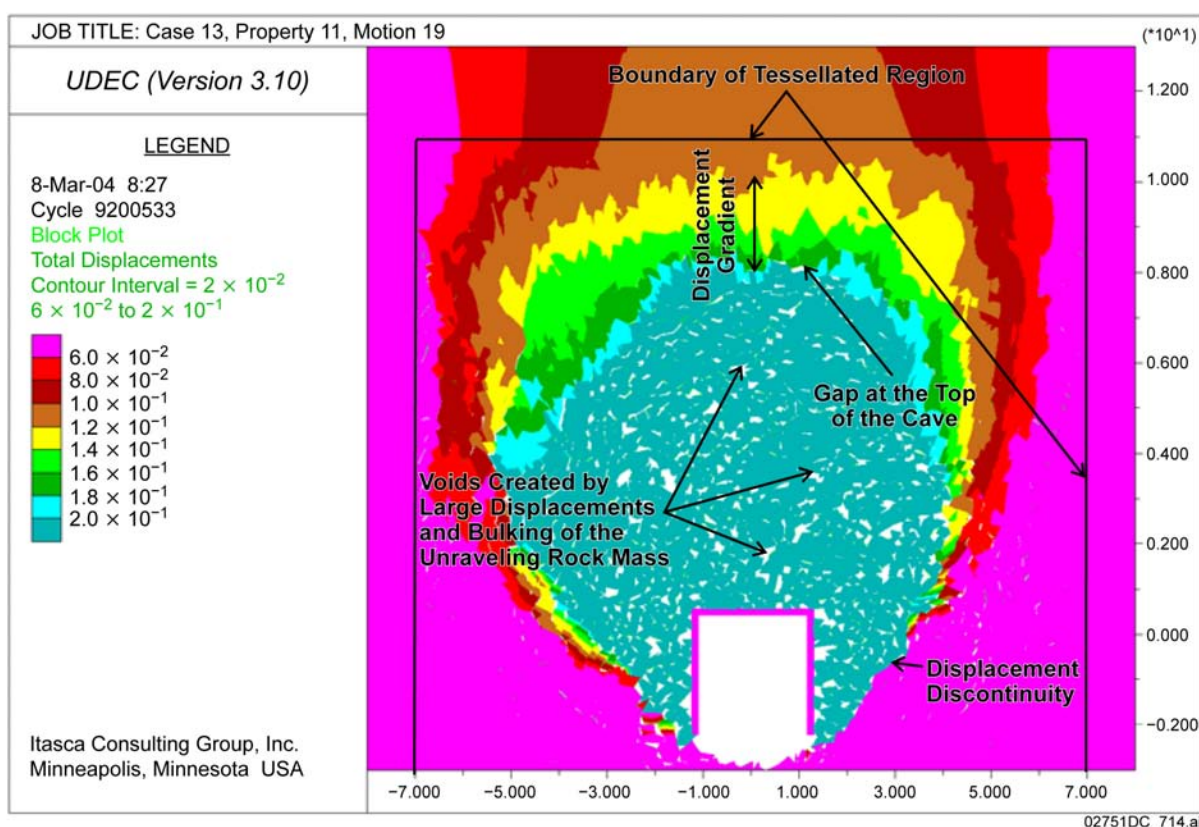 JOB TITLE: Case 13, Property 11, Motion 19
(*10^1)
UDEC (Version 3.10)
LEGEND
8-Mar-04 8:27
Cycle 9200533
Block Plot
Total Displacements
Contour Interval = 2 × 10⁻²
6 × 10⁻² to 2 × 10⁻¹
6.0 × 10⁻²
8.0 × 10⁻²
1.0 × 10⁻¹
1.2 × 10⁻¹
1.4 × 10⁻¹
1.6 × 10⁻¹
1.8 × 10⁻¹
2.0 × 10⁻¹
Itasca Consulting Group, Inc.
Minneapolis, Minnesota USA
Boundary of Tessellated Region
Displacement
Gradient
Gap at the Top
of the Cave
Voids Created by
Large Displacements
and Bulking of the
Unraveling Rock Mass
Displacement
Discontinuity
1.200
1.000
0.800
0.600
0.400
0.200
0.000
−0.200
−7.000 −5.000 −3.000 −1.000 1.000 3.000 5.000 7.000
02751DC_714.a